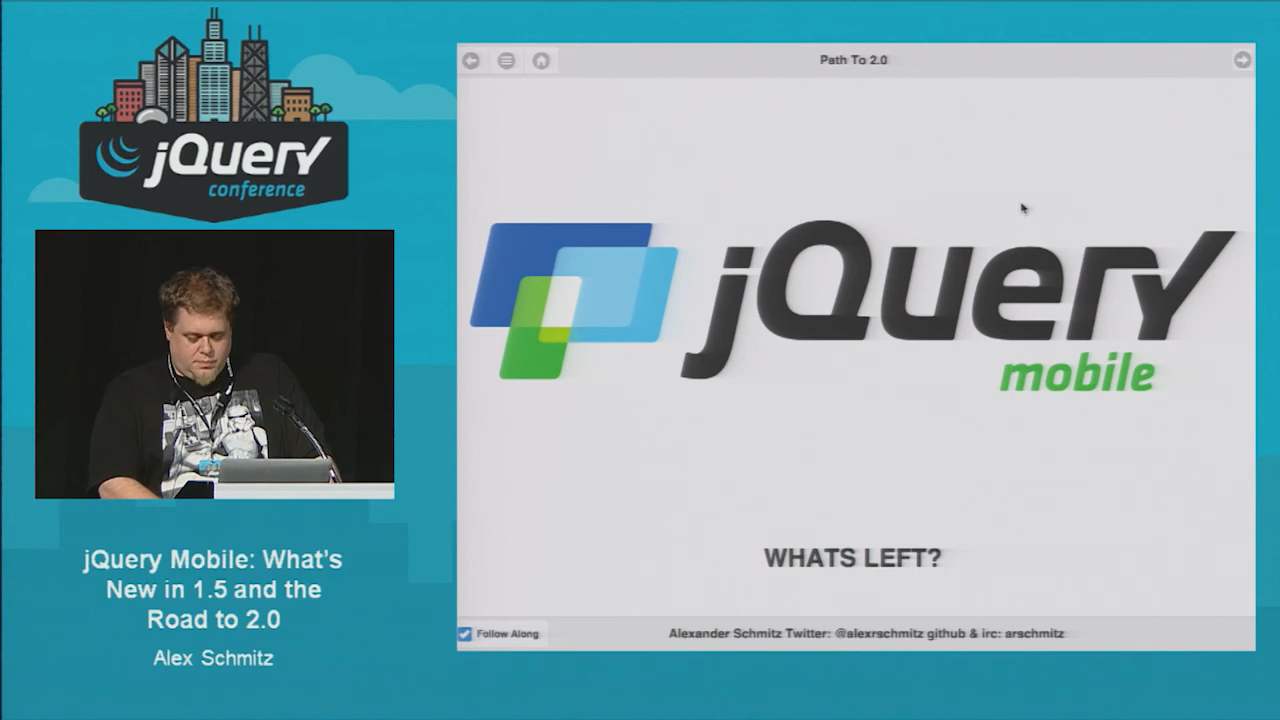 jQuery
conference
jQuery Mobile: What's
New in 1.5 and the
Road to 2.0
Alex Schmitz
Path To 2.0
jQuery
mobile
WHATS LEFT?
Follow Along
Alexander Schmitz Twitter: @alexrschmitz github & irc: arschmitz